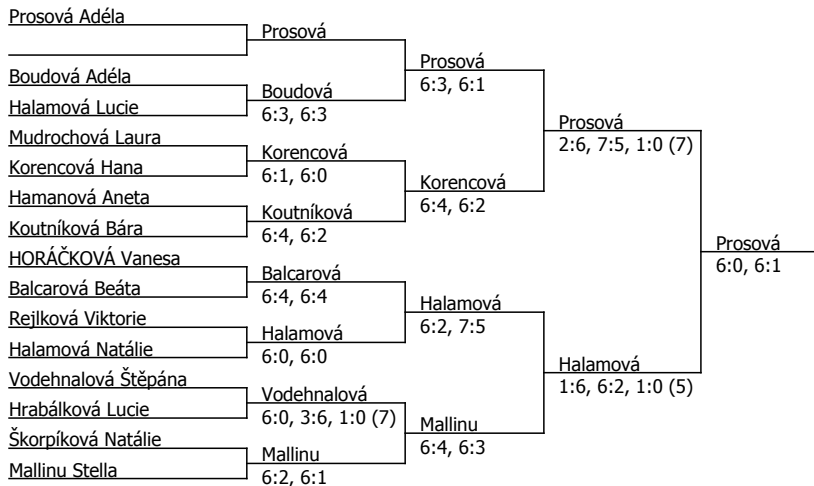 Prosová Adéla
Boudová Adéla
Halamová Lucie
Mudrochová Laura
Korencová Hana
Hamanová Aneta
Koutníková Bára
HORÁČKOVÁ Vanesa
Balcarová Beáta
Rejlková Viktorie
Halamová Natálie
Vodehnalová Štěpána
Hrabálková Lucie
Škorpíková Natálie
Mallinu Stella
Prosová
Boudová
6:3, 6:3
Korencová
6:1, 6:0
Koutníková
6:4, 6:2
Balcarová
6:4, 6:4
Halamová
6:0, 6:0
Vodehnalová
6:0, 3:6, 1:0 (7)
Mallinu
6:2, 6:1
Prosová
6:3, 6:1
Korencová
6:4, 6:2
Halamová
6:2, 7:5
Mallinu
6:4, 6:3
Prosová
2:6, 7:5, 1:0 (7)
Halamová
1:6, 6:2, 1:0 (5)
Prosová
6:0, 6:1